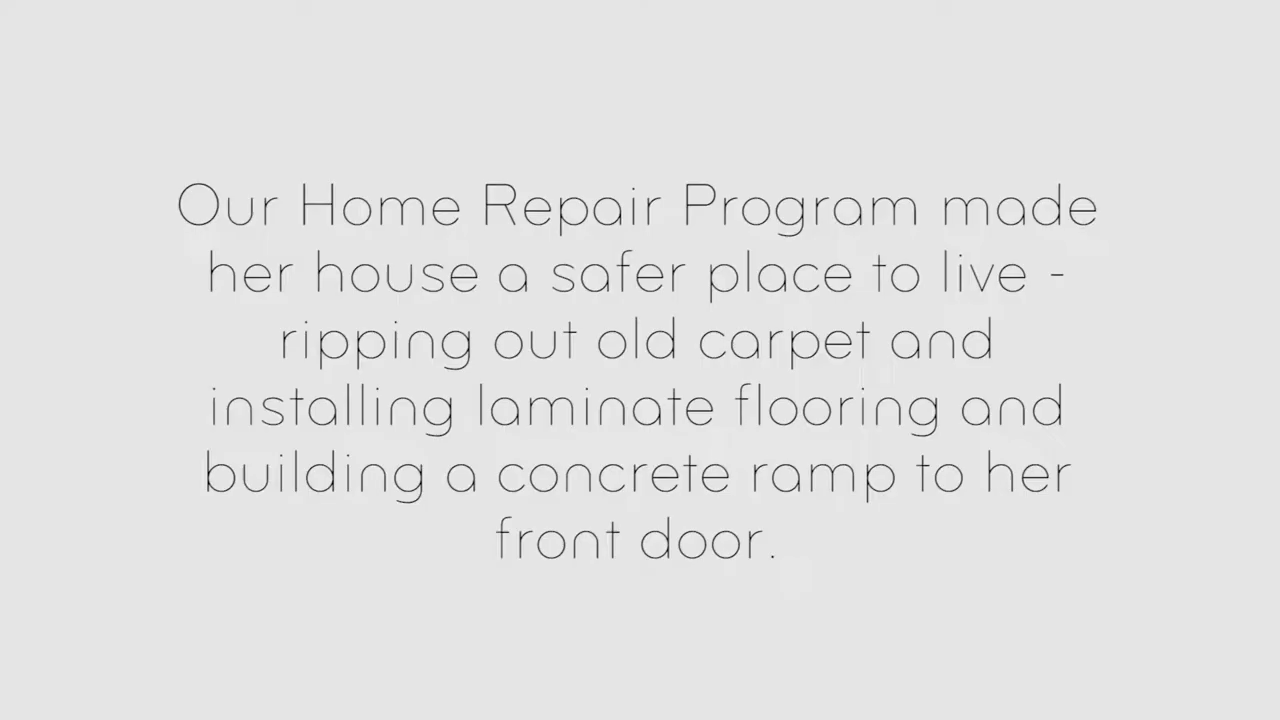 Our Home Repair Program made
her house a safer place to live -
ripping out old carpet and
installing laminate flooring and
building a concrete ramp to her
front door.